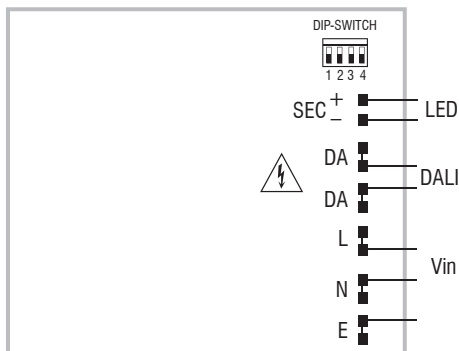 DIP-SWITCH
1 2 3 4
SEC + −
LED
DA
DALI
DA
L
Vin
N
E